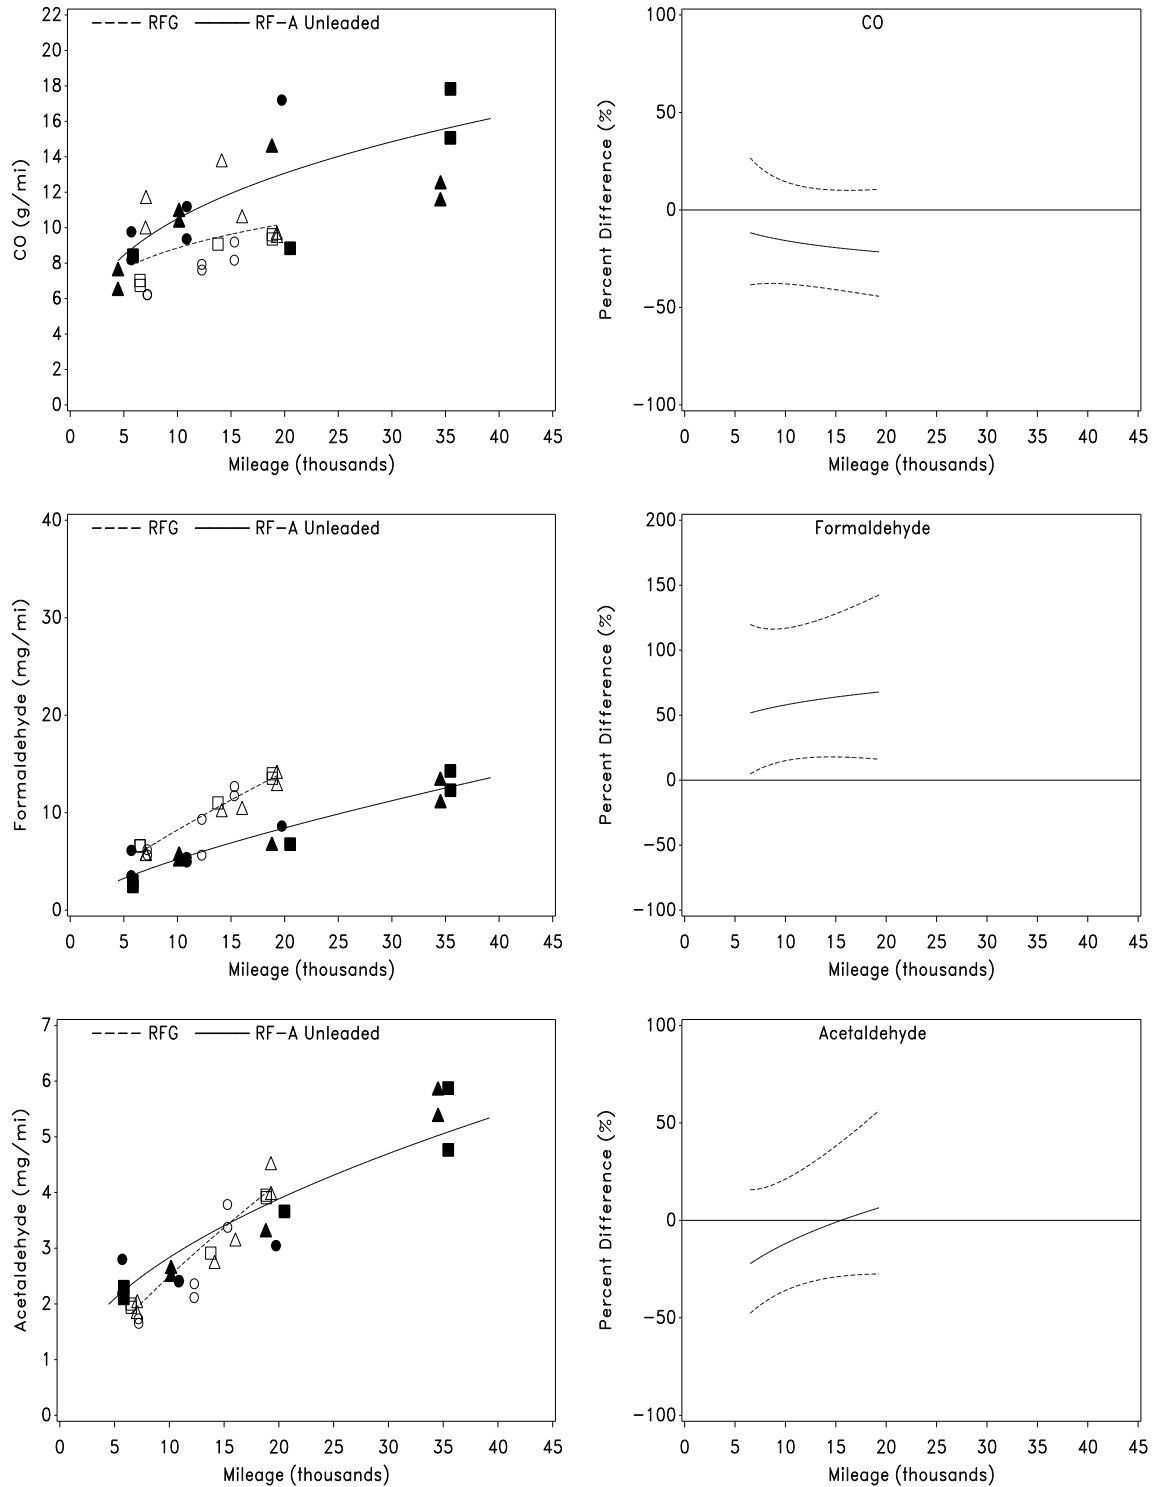 RFG RF-A Unleaded
22
20
18
16
14
12
10
8
6
4
2
0
CO (g/mi)
0 5 10 15 20 25 30 35 40 45
Mileage (thousands)
CO
100
50
0
-50
-100
Percent Difference (%)
0 5 10 15 20 25 30 35 40 45
Mileage (thousands)
RFG RF-A Unleaded
40
30
20
10
0
Formaldehyde (mg/mi)
0 5 10 15 20 25 30 35 40 45
Mileage (thousands)
Formaldehyde
200
150
100
50
0
-50
-100
Percent Difference (%)
0 5 10 15 20 25 30 35 40 45
Mileage (thousands)
RFG RF-A Unleaded
7
6
5
4
3
2
1
0
Acetaldehyde (mg/mi)
0 5 10 15 20 25 30 35 40 45
Mileage (thousands)
Acetaldehyde
100
50
0
-50
-100
Percent Difference (%)
0 5 10 15 20 25 30 35 40 45
Mileage (thousands)